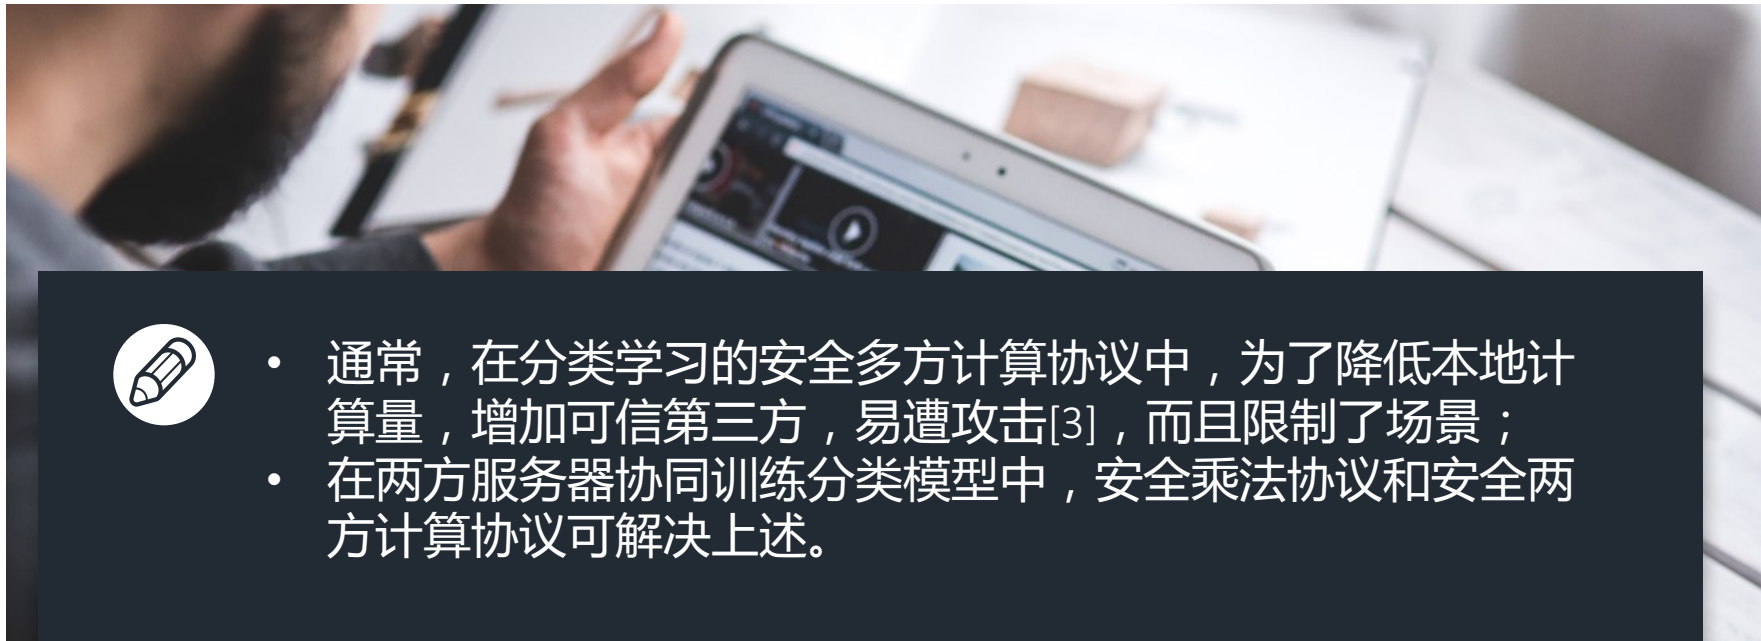 • 通常，在分类学习的安全多方计算协议中，为了降低本地计
算量，增加可信第三方，易遭攻击[3]，而且限制了场景；
• 在两方服务器协同训练分类模型中，安全乘法协议和安全两
方计算协议可解决上述。